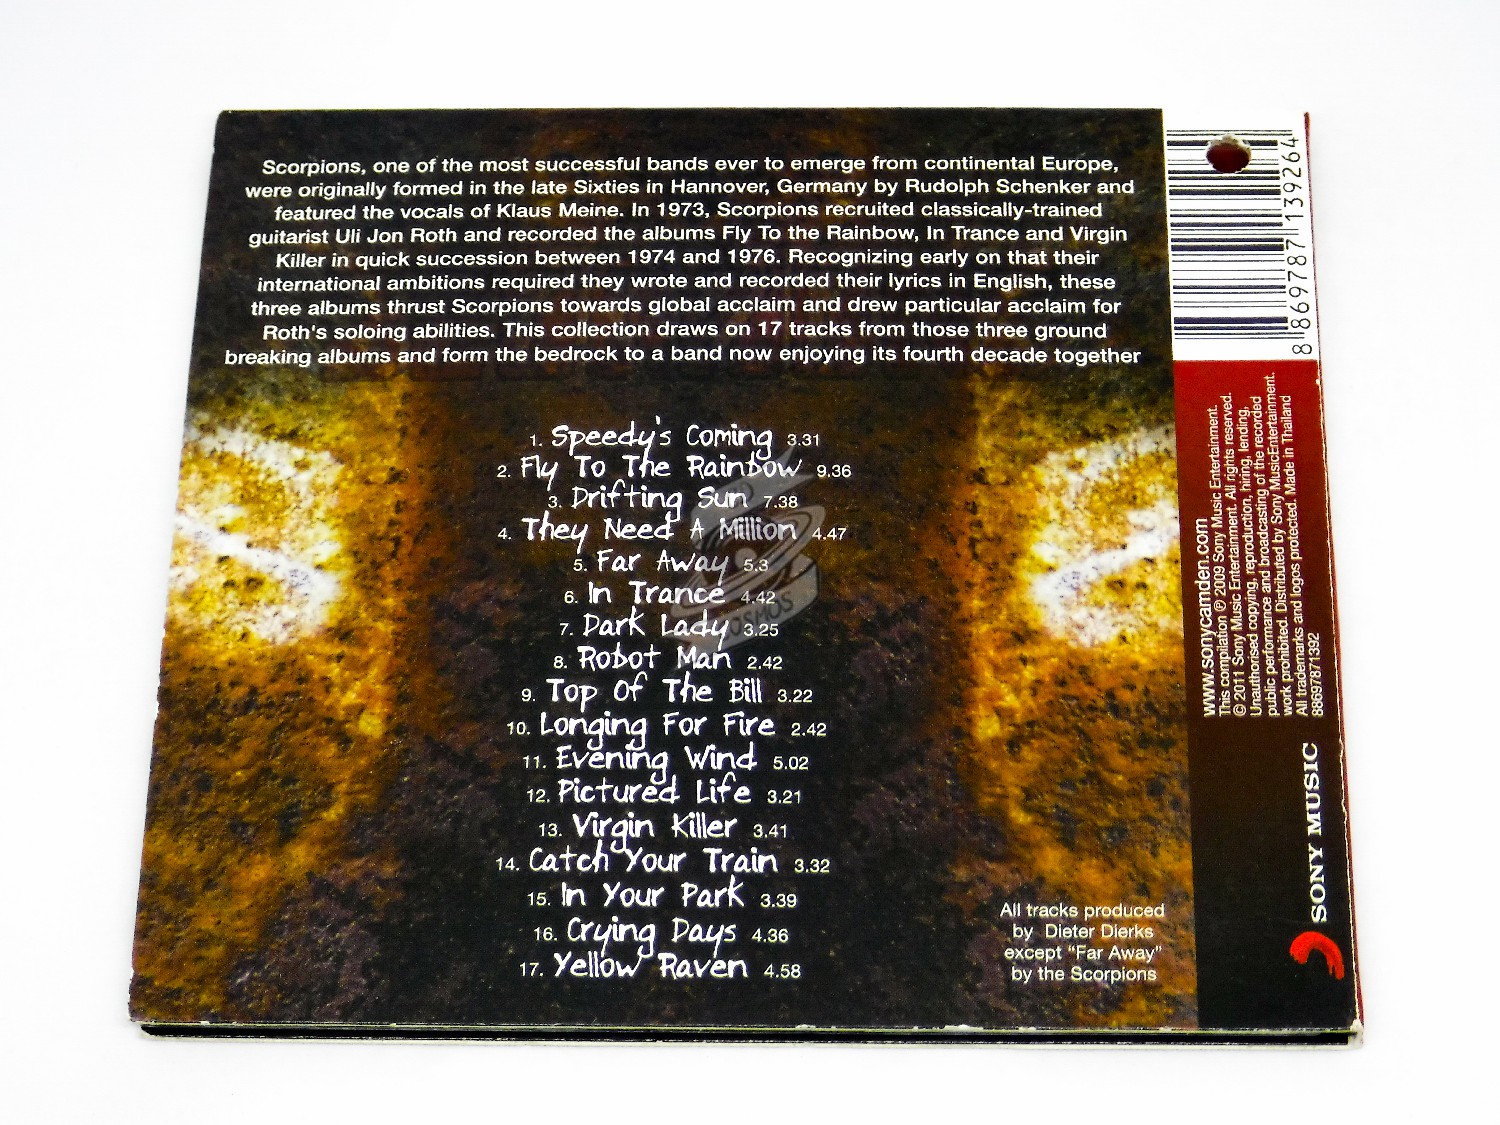 Scorpions, one of the most successful bands ever to emerge from continental Europe,
were originally formed in the late Sixties in Hannover, Germany by Rudolph Schenker and
featured the vocals of Klaus Meine. In 1973, Scorpions recruited classically-trained
guitarist Uli Jon Roth and recorded the albums Fly To the Rainbow, In Trance and Virgin
Killer in quick succession between 1974 and 1976. Recognizing early on that their
international ambitions required they wrote and recorded their lyrics in English, these
three albums thrust Scorpions towards global acclaim and drew particular acclaim for
Roth's soloing abilities. This collection draws on 17 tracks from those three ground
breaking albums and form the bedrock to a band now enjoying its fourth decade together
1. Speedy's Coming 3.31
2. Fly To The Rainbow 9.36
3. Drifting Sun 7.38
4. They Need A Million 4.47
5. Far Away 5.3
6. In Trance 4.42
7. Dark Lady 3.25
8. Robot Man 2.42
9. Top Of The Bill 3.22
10. Longing For Fire 2.42
11. Evening Wind 5.02
12. Pictured Life 3.21
13. Virgin Killer 3.41
14. Catch Your Train 3.32
15. In Your Park 3.39
16. Crying Days 4.36
17. Yellow Raven 4.58
COSMOS
All tracks produced
by Dieter Dierks
except "Far Away"
by the Scorpions
8 869787 139264
www.sonycamden.com
This compilation ℗ 2009 Sony Music Entertainment.
© 2011 Sony Music Entertainment. All rights reserved.
Unauthorised copying, reproduction, hiring, lending,
public performance and broadcasting of the recorded
work prohibited. Distributed by Sony MusicEntertainment.
All trademarks and logos protected. Made in Thailand
88697871392
SONY MUSIC